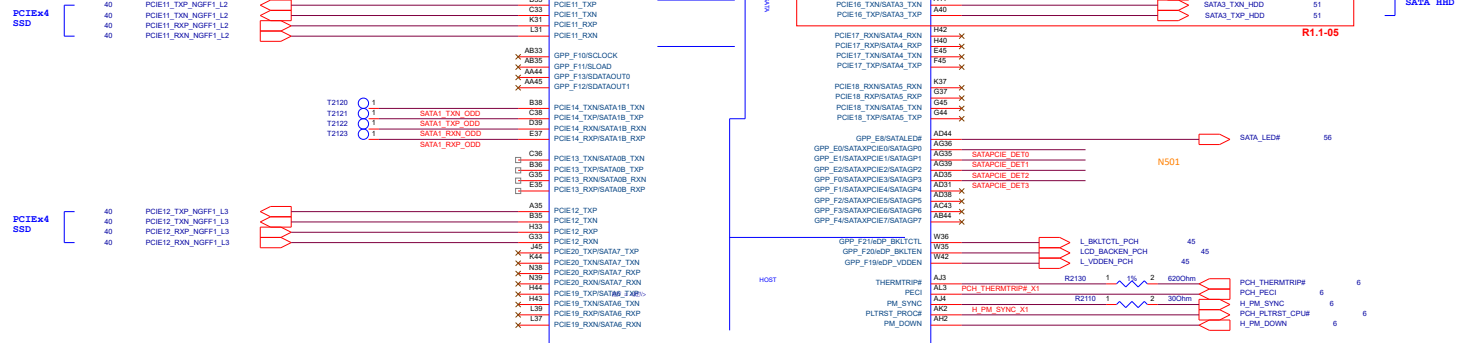 PCIEx4
SSD
40 PCIE11_TXP_NGFF1_L2
40 PCIE11_TXN_NGFF1_L2 C33
40 PCIE11_RXP_NGFF1_L2 K31
40 PCIE11_RXN_NGFF1_L2 L31
PCIE11_TXP
PCIE11_TXN
PCIE11_RXP
PCIE11_RXN
AB33 GPP_F10/SCLOCK
AB35 GPP_F11/SLOAD
AA44 GPP_F13/SDATAOUT0
AA45 GPP_F12/SDATAOUT1
T2120 1 B38 PCIE14_TXN/SATA1B_TXN
T2121 1 SATA1_TXN_ODD C38 PCIE14_TXP/SATA1B_TXP
T2122 1 SATA1_TXP_ODD D39 PCIE14_RXN/SATA1B_RXN
T2123 1 SATA1_RXN_ODD E37 PCIE14_RXP/SATA1B_RXP
SATA1_RXP_ODD
C36 PCIE13_TXN/SATA0B_TXN
B36 PCIE13_TXP/SATA0B_TXP
G35 PCIE13_RXN/SATA0B_RXN
E35 PCIE13_RXP/SATA0B_RXP
PCIEx4
SSD
40 PCIE12_TXP_NGFF1_L3 A35 PCIE12_TXP
40 PCIE12_TXN_NGFF1_L3 B35 PCIE12_TXN
40 PCIE12_RXP_NGFF1_L3 H33 PCIE12_RXP
40 PCIE12_RXN_NGFF1_L3 G33 PCIE12_RXN
J45 PCIE20_TXP/SATA7_TXP
K44 PCIE20_TXN/SATA7_TXN
N38 PCIE20_RXP/SATA7_RXP
N39 PCIE20_RXN/SATA7_RXN
H44 PCIE19_TXP/SATA6_TXP
H43 PCIE19_TXN/SATA6_TXN
L39 PCIE19_RXP/SATA6_RXP
L37 PCIE19_RXN/SATA6_RXN
SATA
HOST
PCIE16_TXN/SATA3_TXN SATA3_TXN_HDD 51
PCIE16_TXP/SATA3_TXP A40 SATA3_TXP_HDD 51
SATA HHD
R1.1-05
PCIE17_RXN/SATA4_RXN H42
PCIE17_RXP/SATA4_RXP H40
PCIE17_TXN/SATA4_TXN E45
PCIE17_TXP/SATA4_TXP F45
PCIE18_RXN/SATA5_RXN K37
PCIE18_RXP/SATA5_RXP G37
PCIE18_TXN/SATA5_TXN G45
PCIE18_TXP/SATA5_TXP G44
GPP_E8/SATALED# AD44 SATA_LED# 56
GPP_E0/SATAXPCIE0/SATAGP0 AG36
GPP_E1/SATAXPCIE1/SATAGP1 AG35 SATAPCIE_DET0
GPP_E2/SATAXPCIE2/SATAGP2 AG39 SATAPCIE_DET1
GPP_F0/SATAXPCIE3/SATAGP3 AD35 SATAPCIE_DET2
GPP_F1/SATAXPCIE4/SATAGP4 AD31 SATAPCIE_DET3
GPP_F2/SATAXPCIE5/SATAGP5 AD38
GPP_F3/SATAXPCIE6/SATAGP6 AC43
GPP_F4/SATAXPCIE7/SATAGP7 AB44
N501
GPP_F21/eDP_BKLTCTL W36 L_BKLTCTL_PCH 45
GPP_F20/eDP_BKLTEN W35 LCD_BACKEN_PCH 45
GPP_F19/eDP_VDDEN W42 L_VDDEN_PCH 45
THERMTRIP# AJ3 R2130 1 1% 2 620Ohm PCH_THERMTRIP# 6
PECI AL3 PCH_THERMTRIP#_X1 PCH_PECI 6
PM_SYNC AJ4 R2110 1 2 30Ohm H_PM_SYNC 6
PLTRST_PROC# AK2 H_PM_SYNC_X1 PCH_PLTRST_CPU# 6
PM_DOWN AH2 H_PM_DOWN 6